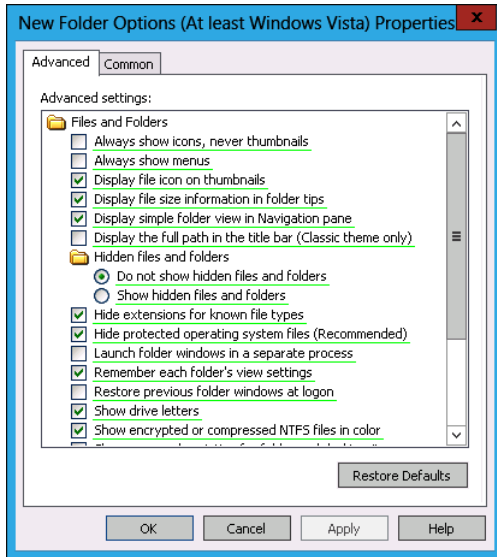 New Folder Options (At least Windows Vista) Properties
x
Advanced
Common
Advanced settings:
Files and Folders
Always show icons, never thumbnails
Always show menus
Display file icon on thumbnails
Display file size information in folder tips
Display simple folder view in Navigation pane
Display the full path in the title bar (Classic theme only)
Hidden files and folders
Do not show hidden files and folders
Show hidden files and folders
Hide extensions for known file types
Hide protected operating system files (Recommended)
Launch folder windows in a separate process
Remember each folder's view settings
Restore previous folder windows at logon
Show drive letters
Show encrypted or compressed NTFS files in color
Restore Defaults
OK
Cancel
Apply
Help